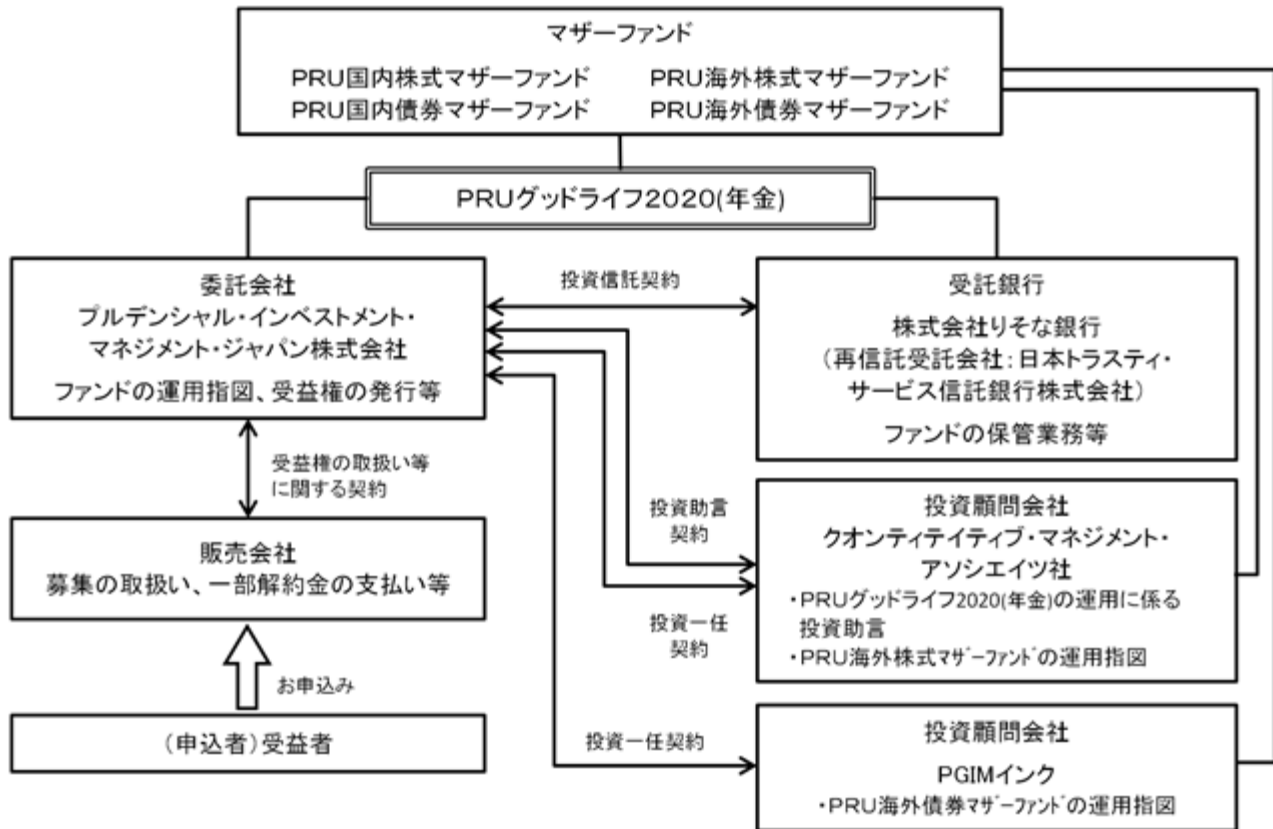 マザーファンド
PRU国内株式マザーファンド PRU海外株式マザーファンド
PRU国内債券マザーファンド PRU海外債券マザーファンド
PRUグッドライフ2020(年金)
委託会社
プルデンシャル・インベストメント・
マネジメント・ジャパン株式会社
ファンドの運用指図、受益権の発行等
投資信託契約
受託銀行
株式会社りそな銀行
(再信託受託会社:日本トラスティ・
サービス信託銀行株式会社)
ファンドの保管業務等
受益権の取扱い等
に関する契約
販売会社
募集の取扱い、一部解約金の支払い等
お申込み
(申込者)受益者
投資助言
契約
投資一任
契約
投資顧問会社
クオンティテイティブ・マネジメント・
アソシエイツ社
・PRUグッドライフ2020(年金)の運用に係る
投資助言
・PRU海外株式マザーファンドの運用指図
投資一任契約
投資顧問会社
PGIMインク
・PRU海外債券マザーファンドの運用指図